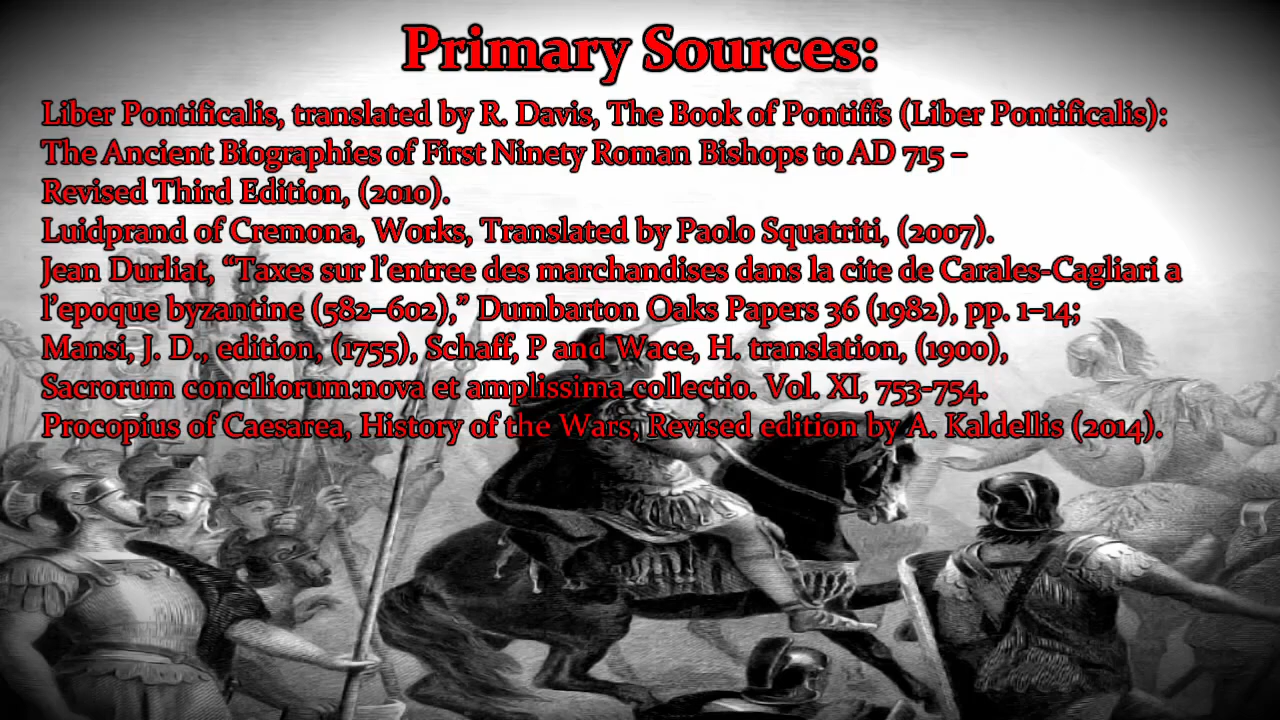 Primary Sources:
Liber Pontificalis, translated by R. Davis, The Book of Pontiffs (Liber Pontificalis):
The Ancient Biographies of First Ninety Roman Bishops to AD 715 –
Revised Third Edition, (2010).
Luidprand of Cremona, Works, Translated by Paolo Squatriti, (2007).
Jean Durliat, “Taxes sur l’entree des marchandises dans la cite de Carales-Cagliari a
l’epoque byzantine (582–602),” Dumbarton Oaks Papers 36 (1982), pp. 1–14;
Mansi, J. D., edition, (1755), Schaff, P and Wace, H. translation, (1900),
Sacrorum conciliorum:nova et amplissima collectio. Vol. XI, 753-754.
Procopius of Caesarea, History of the Wars, Revised edition by A. Kaldellis (2014).